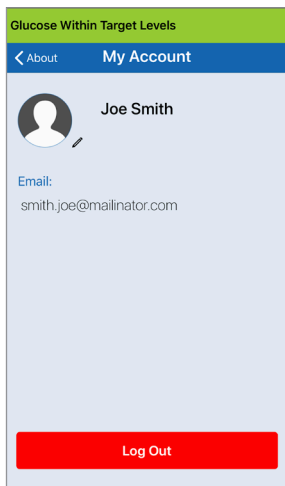 Glucose Within Target Levels
About
My Account
Joe Smith
Email:
smith.joe@mailinator.com
Log Out